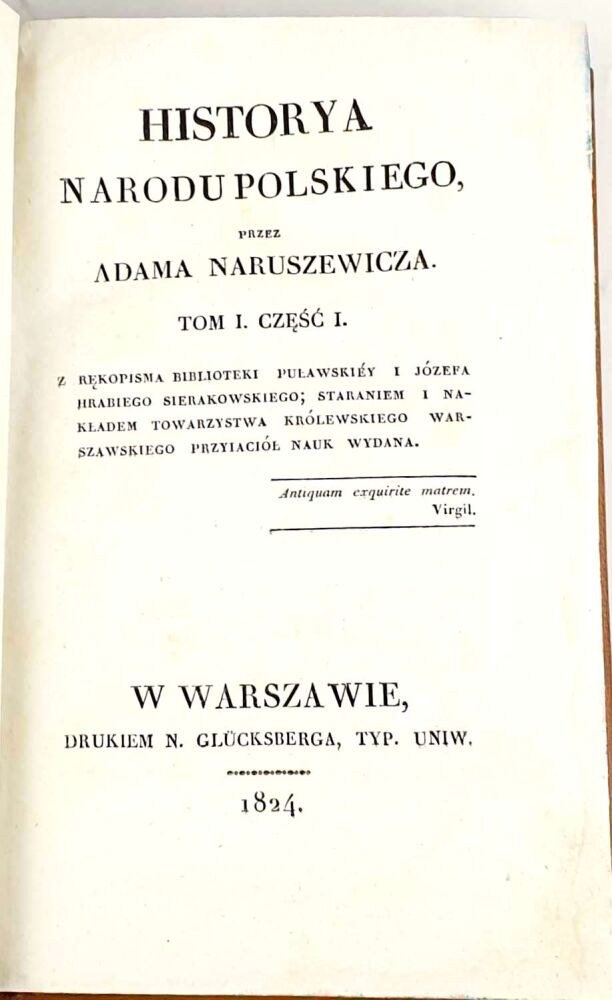 HISTORYA
NARODU POLSKIEGO,
PRZEZ
ADAMA NARUSZEWICZA.
TOM I. CZĘŚĆ I.
Z RĘKOPISMA BIBLIOTEKI PUŁAWSKIÉY I JÓZEFA
HRABIEGO SIERAKOWSKIEGO; STARANIEM I NA-
KŁADEM TOWARZYSTWA KRÓLEWSKIEGO WAR-
SZAWSKIEGO PRZYIACIÓŁ NAUK WYDANA.
Antiquam exquirite matrem.
Virgil.
W WARSZAWIE,
DRUKIEM N. GLÜCKSBERGA, TYP. UNIW.
1824.